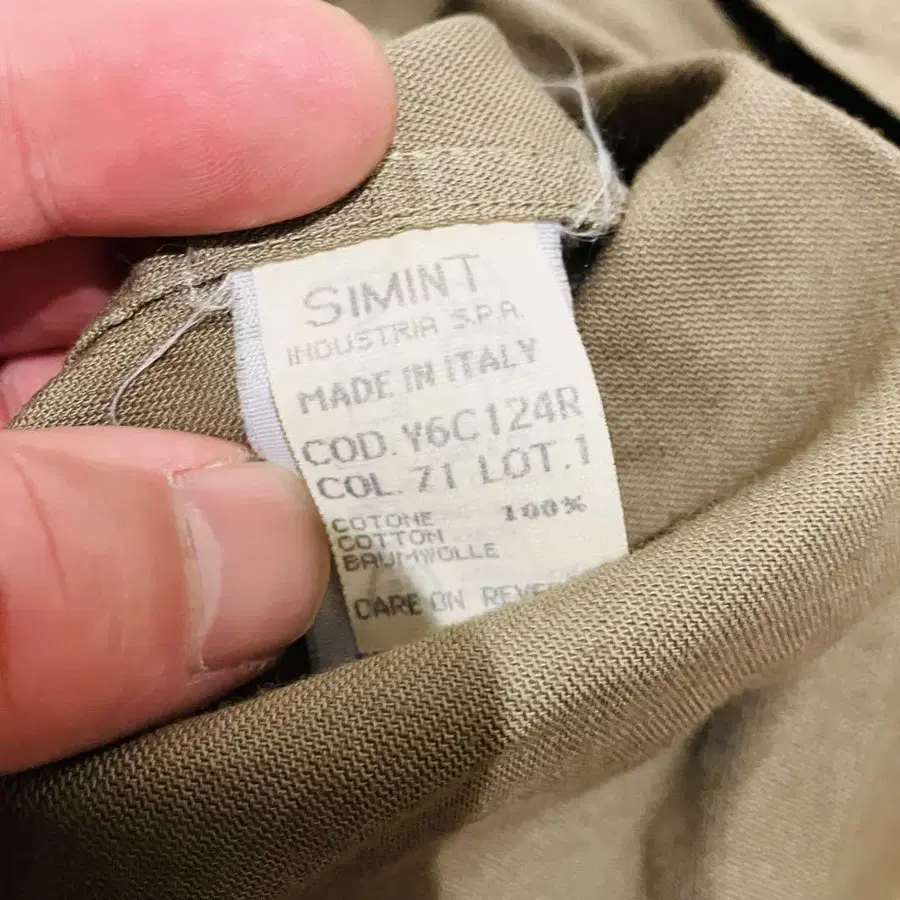 SIMINT
INDUSTRIA S.P.A.
MADE IN ITALY
COD. Y6C124R
COL. 71 LOT. 1
COTONE 100%
COTTON
BAUMWOLLE
CARE ON